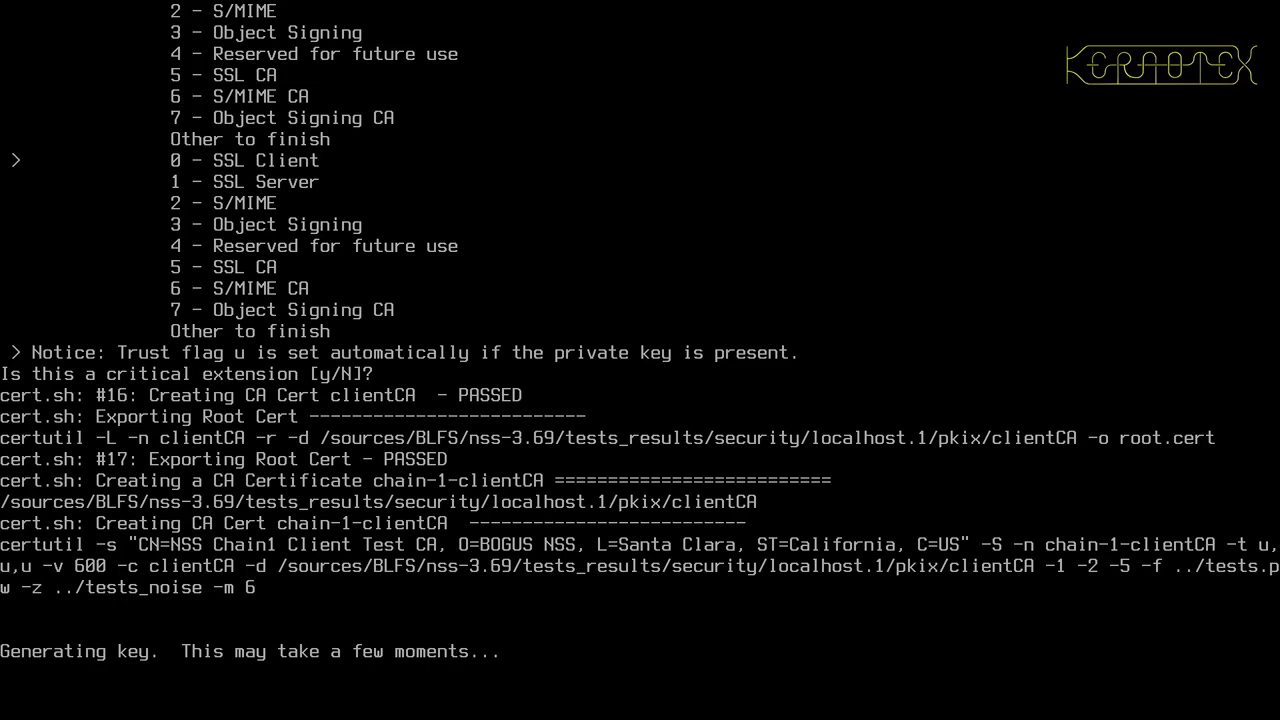 2 - S/MIME
3 - Object Signing
4 - Reserved for future use
5 - SSL CA
6 - S/MIME CA
7 - Object Signing CA
Other to finish
> 0 - SSL Client
1 - SSL Server
2 - S/MIME
3 - Object Signing
4 - Reserved for future use
5 - SSL CA
6 - S/MIME CA
7 - Object Signing CA
Other to finish
> Notice: Trust flag u is set automatically if the private key is present.
Is this a critical extension [y/N]?
cert.sh: #16: Creating CA Cert clientCA  - PASSED
cert.sh: Exporting Root Cert --------------------------
certutil -L -n clientCA -r -d /sources/BLFS/nss-3.69/tests_results/security/localhost.1/pkix/clientCA -o root.cert
cert.sh: #17: Exporting Root Cert - PASSED
cert.sh: Creating a CA Certificate chain-1-clientCA ==========================
/sources/BLFS/nss-3.69/tests_results/security/localhost.1/pkix/clientCA
cert.sh: Creating CA Cert chain-1-clientCA  --------------------------
certutil -s "CN=NSS Chain1 Client Test CA, O=BOGUS NSS, L=Santa Clara, ST=California, C=US" -S -n chain-1-clientCA -t u,
u,u -v 600 -c clientCA -d /sources/BLFS/nss-3.69/tests_results/security/localhost.1/pkix/clientCA -1 -2 -5 -f ../tests.p
w -z ../tests_noise -m 6
Generating key.  This may take a few moments...
KERNOTEX